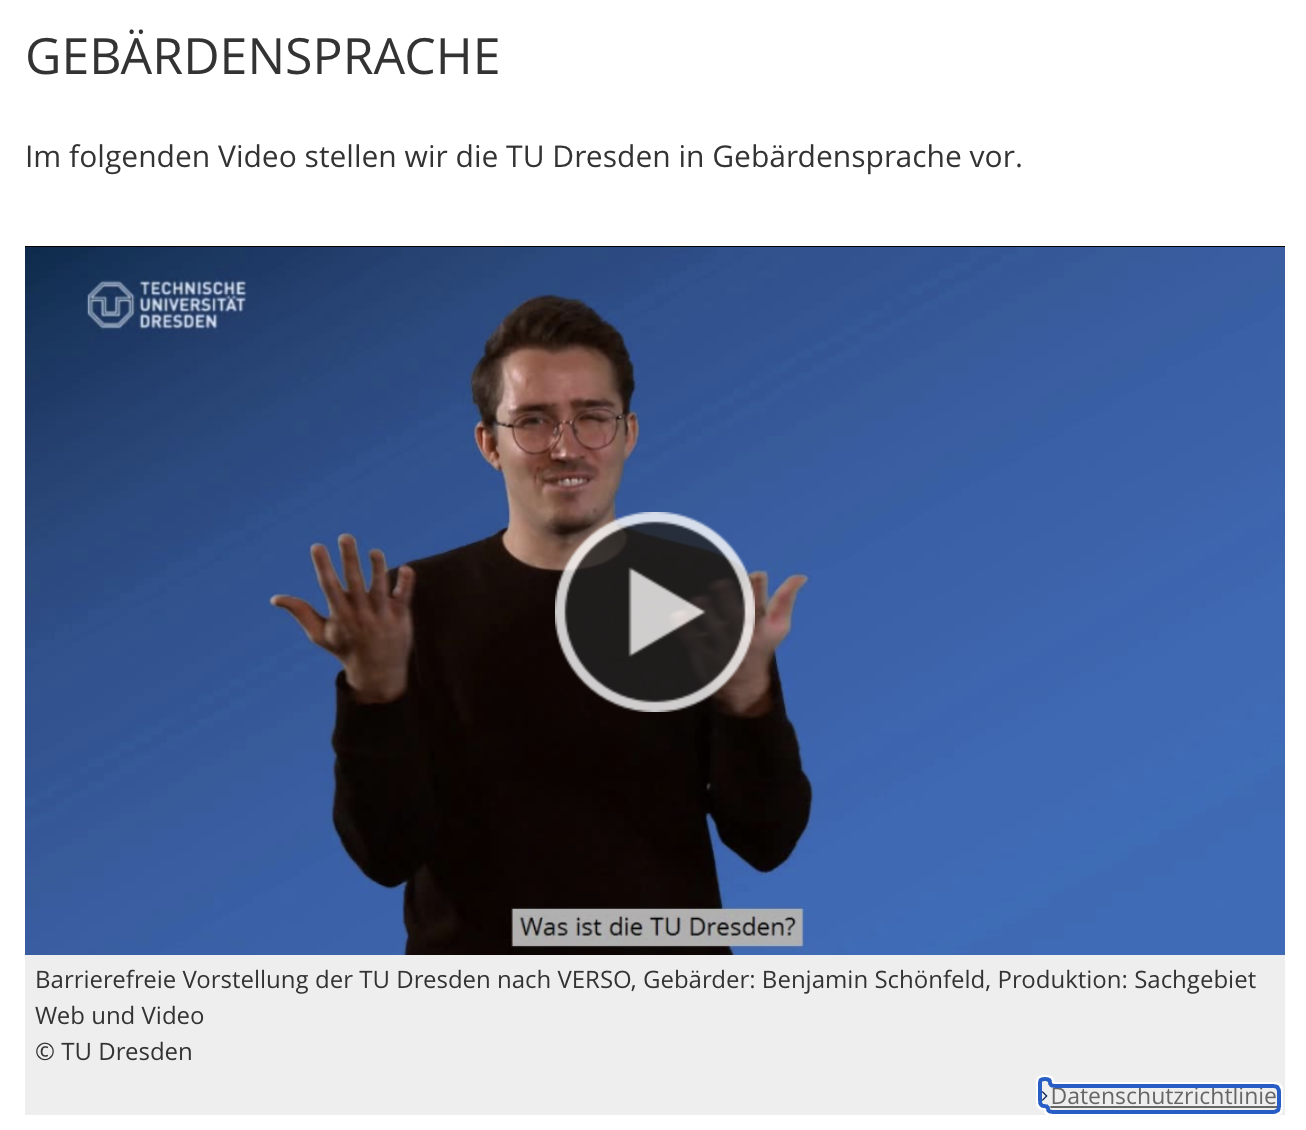 GEBÄRDENSPRACHE
Im folgenden Video stellen wir die TU Dresden in Gebärdensprache vor.
TECHNISCHE
UNIVERSITÄT
DRESDEN
Was ist die TU Dresden?
Barrierefreie Vorstellung der TU Dresden nach VERSO, Gebärder: Benjamin Schönfeld, Produktion: Sachgebiet
Web und Video
© TU Dresden
Datenschutzrichtlinie